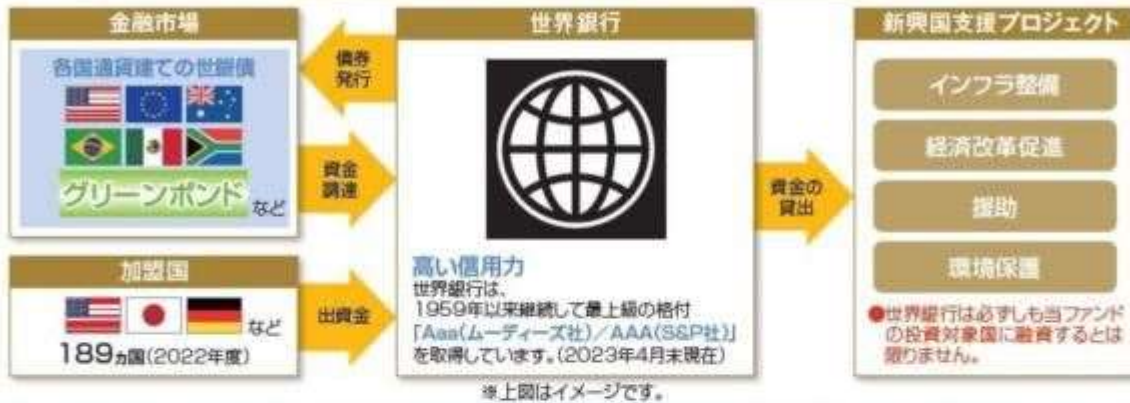 金融市場
各国通貨建ての世銀債
グリーンボンド など
加盟国
など
189ヵ国(2022年度)
債券
発行
資金
調達
出資金
世界銀行
高い信用力
世界銀行は、
1959年以来継続して最上級の格付
「Aaa(ムーディーズ社)/AAA(S&P社)」
を取得しています。(2023年4月末現在)
資金の
貸出
新興国支援プロジェクト
インフラ整備
経済改革促進
援助
環境保護
●世界銀行は必ずしも当ファンド
の投資対象国に融資するとは
限りません。
※上図はイメージです。